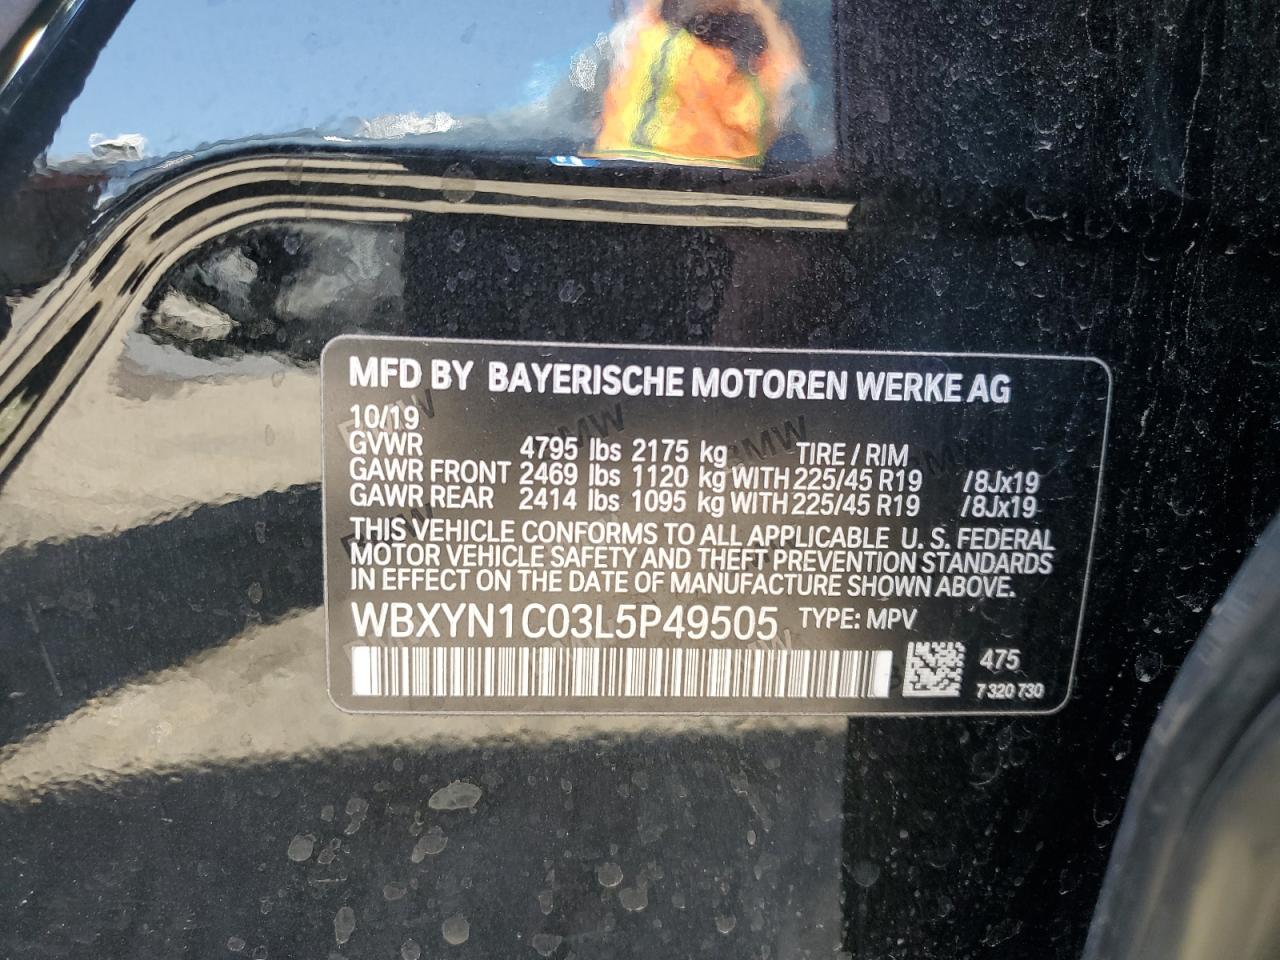 MFD BY BAYERISCHE MOTOREN WERKE AG
10/19
GVWR 4795 lbs 2175 kg TIRE / RIM
GAWR FRONT 2469 lbs 1120 kg WITH 225/45 R19 /8Jx19
GAWR REAR 2414 lbs 1095 kg WITH 225/45 R19 /8Jx19
THIS VEHICLE CONFORMS TO ALL APPLICABLE U. S. FEDERAL
MOTOR VEHICLE SAFETY AND THEFT PREVENTION STANDARDS
IN EFFECT ON THE DATE OF MANUFACTURE SHOWN ABOVE.
WBXYN1C03L5P49505 TYPE: MPV
475
7 320 730